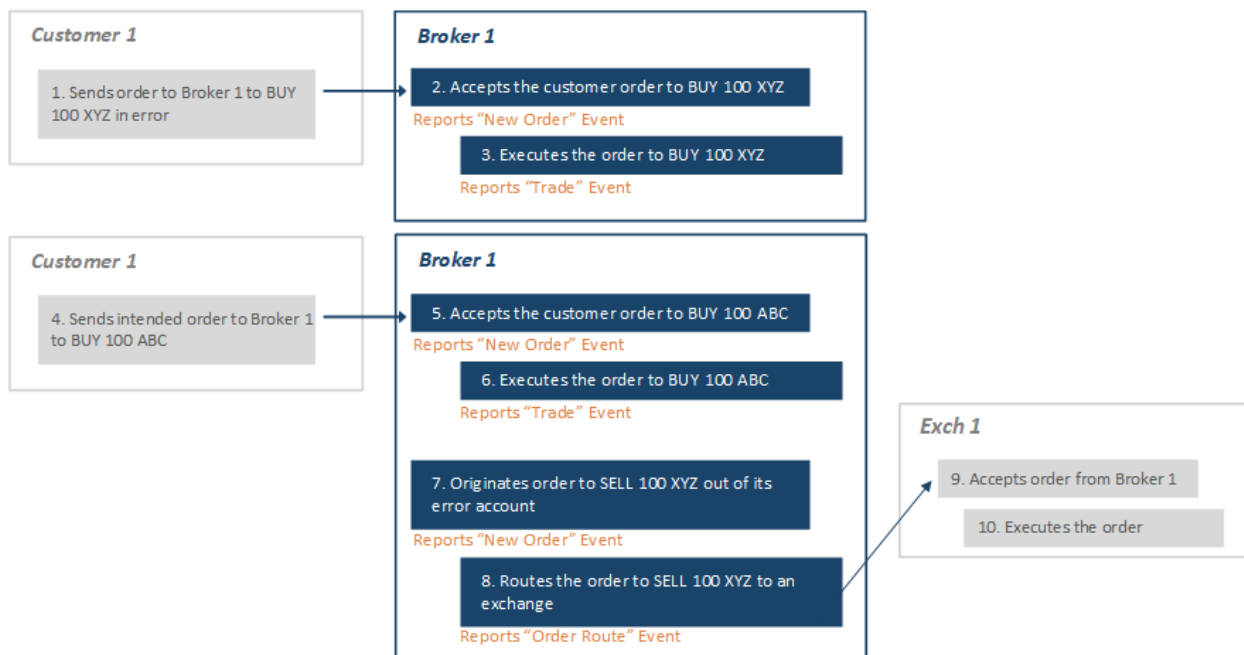 Customer 1
1. Sends order to Broker 1 to BUY
100 XYZ in error
Broker 1
2. Accepts the customer order to BUY 100 XYZ
Reports “New Order” Event
3. Executes the order to BUY 100 XYZ
Reports “Trade” Event
Customer 1
4. Sends intended order to Broker 1
to BUY 100 ABC
Broker 1
5. Accepts the customer order to BUY 100 ABC
Reports “New Order” Event
6. Executes the order to BUY 100 ABC
Reports “Trade” Event
7. Originates order to SELL 100 XYZ out of its
error account
Reports “New Order” Event
8. Routes the order to SELL 100 XYZ to an
exchange
Reports “Order Route” Event
Exch 1
9. Accepts order from Broker 1
10. Executes the order